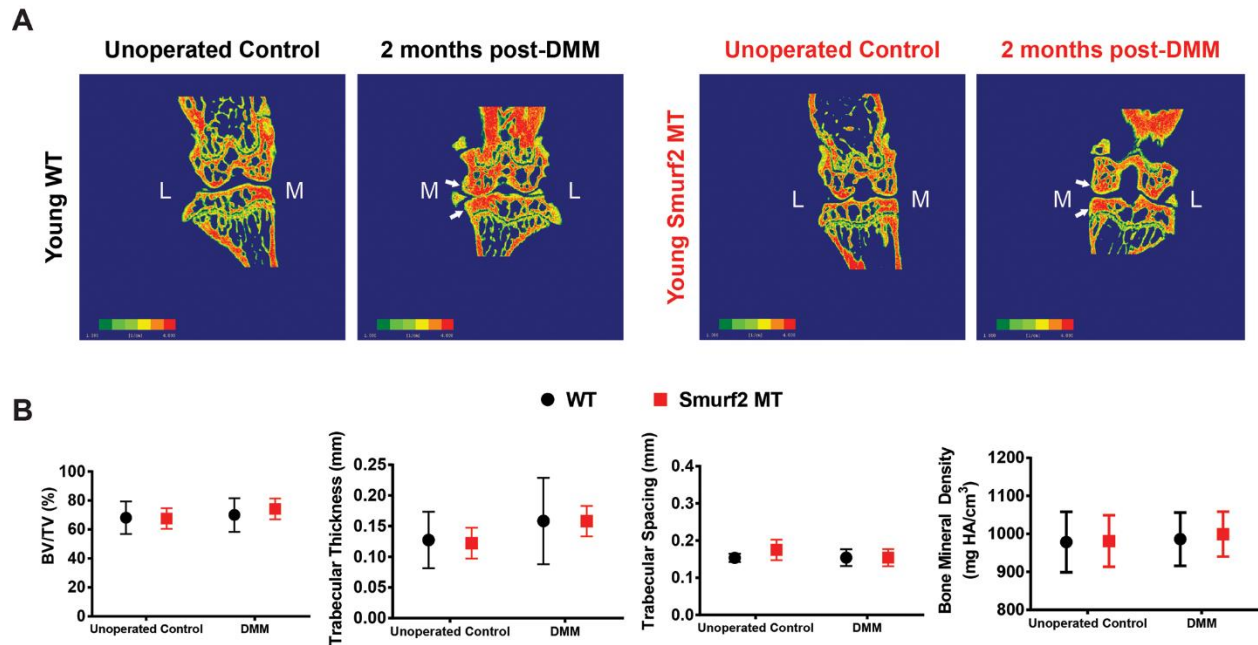 A
Unoperated Control
2 months post-DMM
Unoperated Control
2 months post-DMM
Young WT
L
M
M
L
Young Smurf2 MT
L
M
M
L
B
WT
Smurf2 MT
BV/TV (%)
100
80
60
40
20
0
Unoperated Control
DMM
Trabecular Thickness (mm)
0.25
0.20
0.15
0.10
0.05
0.00
Unoperated Control
DMM
Trabecular Spacing (mm)
0.4
0.3
0.2
0.1
0.0
Unoperated Control
DMM
Bone Mineral Density
(mg HA/cm³)
1200
1100
1000
900
800
Unoperated Control
DMM